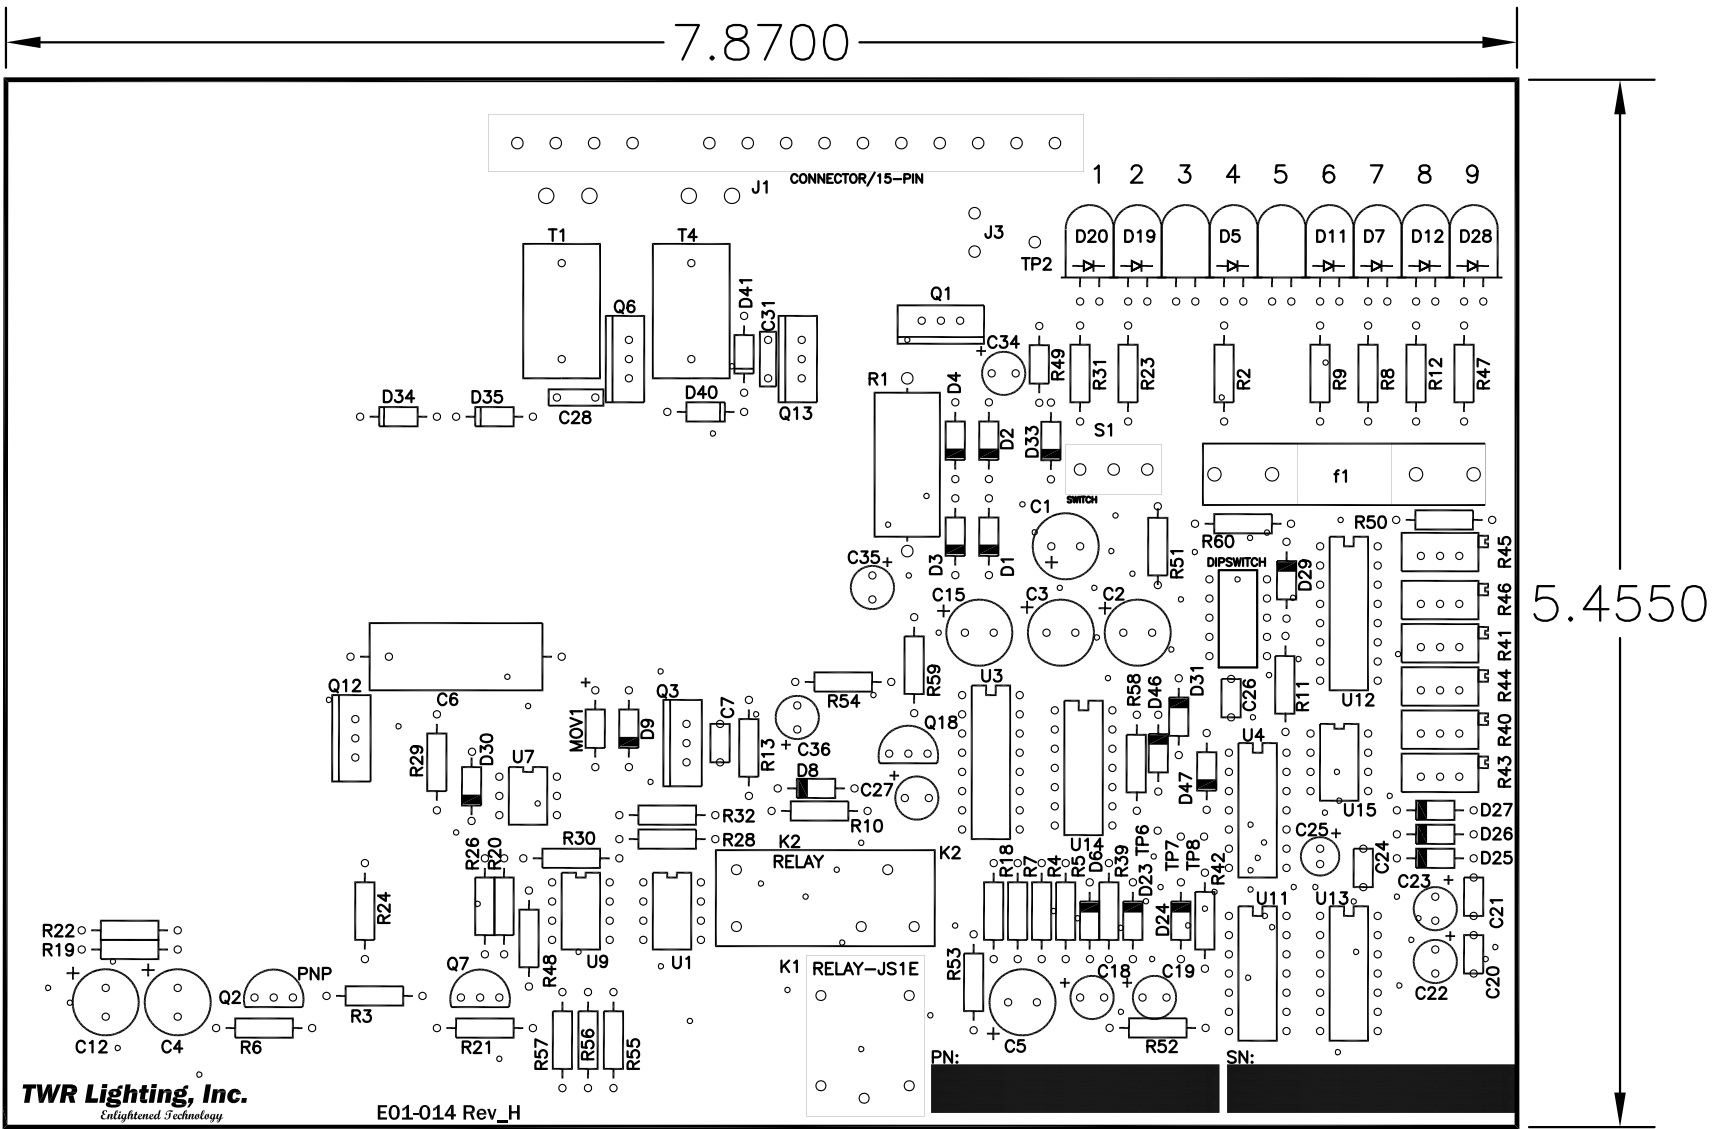 7.8700
CONNECTOR/15-PIN
J1
1 2 3 4 5 6 7 8 9
J3
TP2
D20 D19 D5 D11 D7 D12 D28
T1 T4
Q6 D41 C31 Q1
C34 R49 R31 R23 R2 R9 R8 R12 R47
D34 D35 C28 D40 Q13 R1 D4
D2 D33 S1
SWITCH
f1
C1 R51 R60 R50 R45
D3 D1 C35
DIPSWITCH
D29
R46
5.4550
C15 C3 C2
R41
R59 U3 R58 D46 D31 C26 R11 U12 R44
Q12 C6 Q3 C7 R54
MOV1 D9 R13 C36 Q18 R40
R29 D30 U7 D8 C27 D47 U4 U15 R43
R32 R10 D27
R28 K2 K2 U14 TP6 C25 D26
RELAY
R26 R20 R30 TP7 TP8 C24 D25
R18 R7 R4 R5 D6 R39 D23 R42 C23
R24 D24 U11 U13 C21
R22
R19
U9 U1 K1 RELAY-JS1E R53 C18 C19 C22 C20
PNP
Q2 Q7 R48
R3
C12 C4 R6 R21 R57 R56 R55 C5 R52
PN: SN:
TWR Lighting, Inc.
Enlightened Technology
E01-014 Rev_H